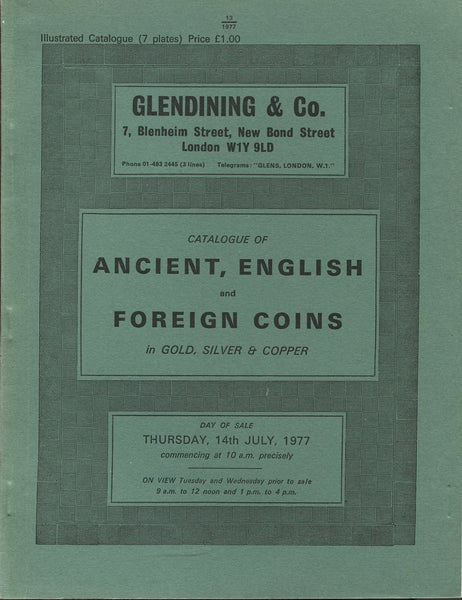 13
1977
Illustrated Catalogue (7 plates) Price £1.00
GLENDINING & Co.
7, Blenheim Street, New Bond Street
London W1Y 9LD
Phone 01-493 2445 (3 lines) Telegrams: "GLENS, LONDON, W.1."
CATALOGUE OF
ANCIENT, ENGLISH
and
FOREIGN COINS
in GOLD, SILVER & COPPER
DAY OF SALE
THURSDAY, 14th JULY, 1977
commencing at 10 a.m. precisely
ON VIEW Tuesday and Wednesday prior to sale
9 a.m. to 12 noon and 1 p.m. to 4 p.m.